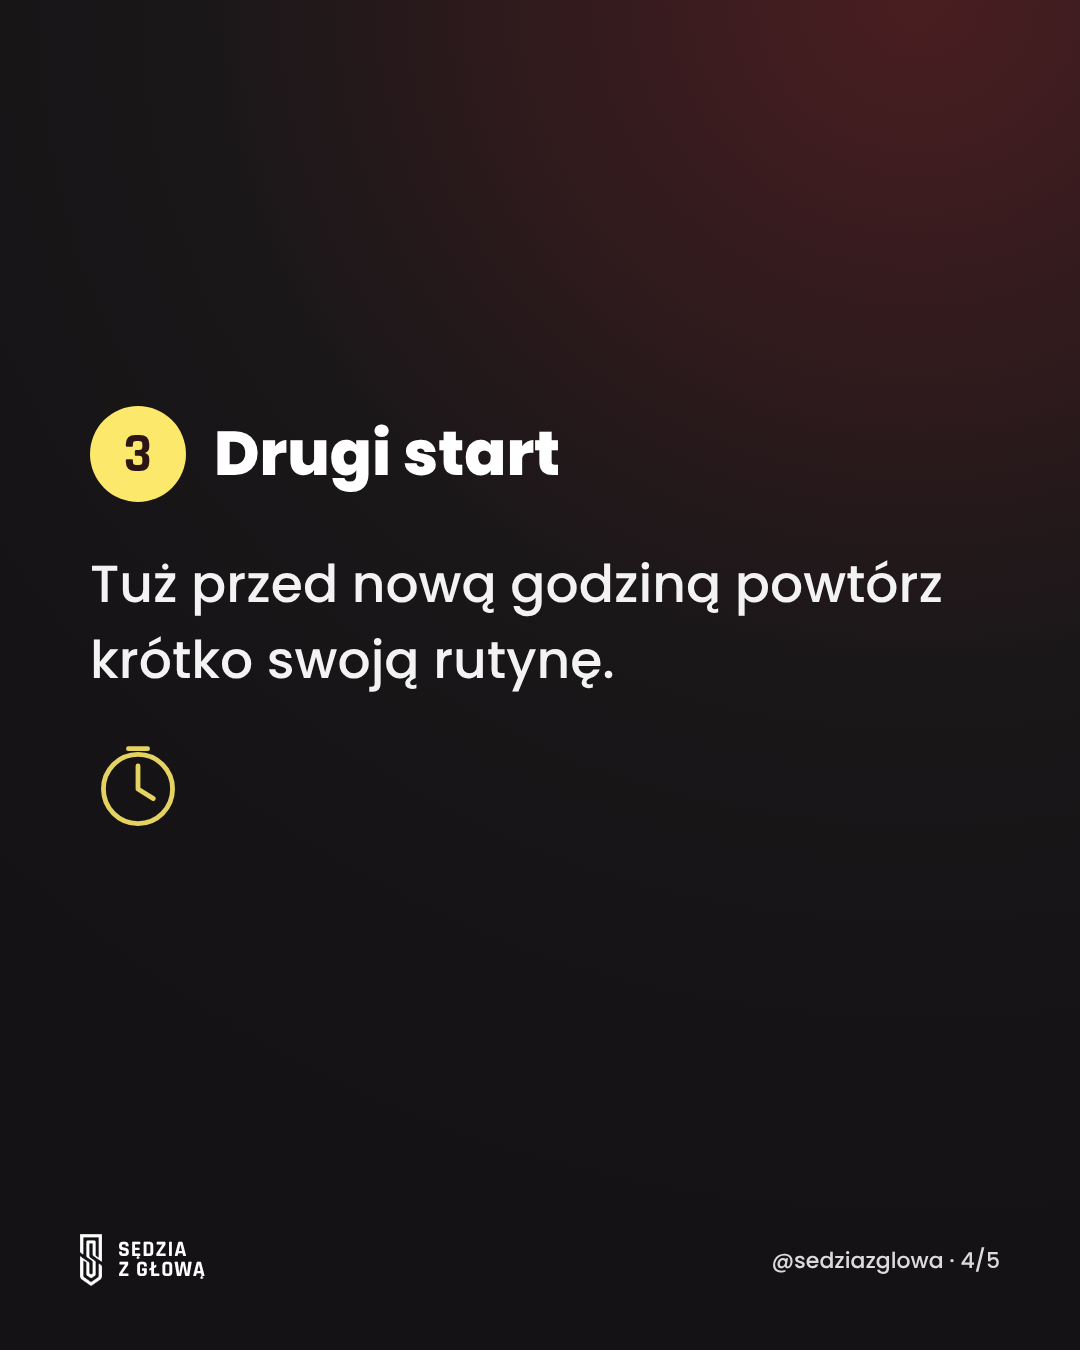 3 Drugi start
Tuż przed nową godziną powtórz
krótko swoją rutynę.
SĘDZIA
Z GŁOWĄ
@sedziazglowa · 4/5